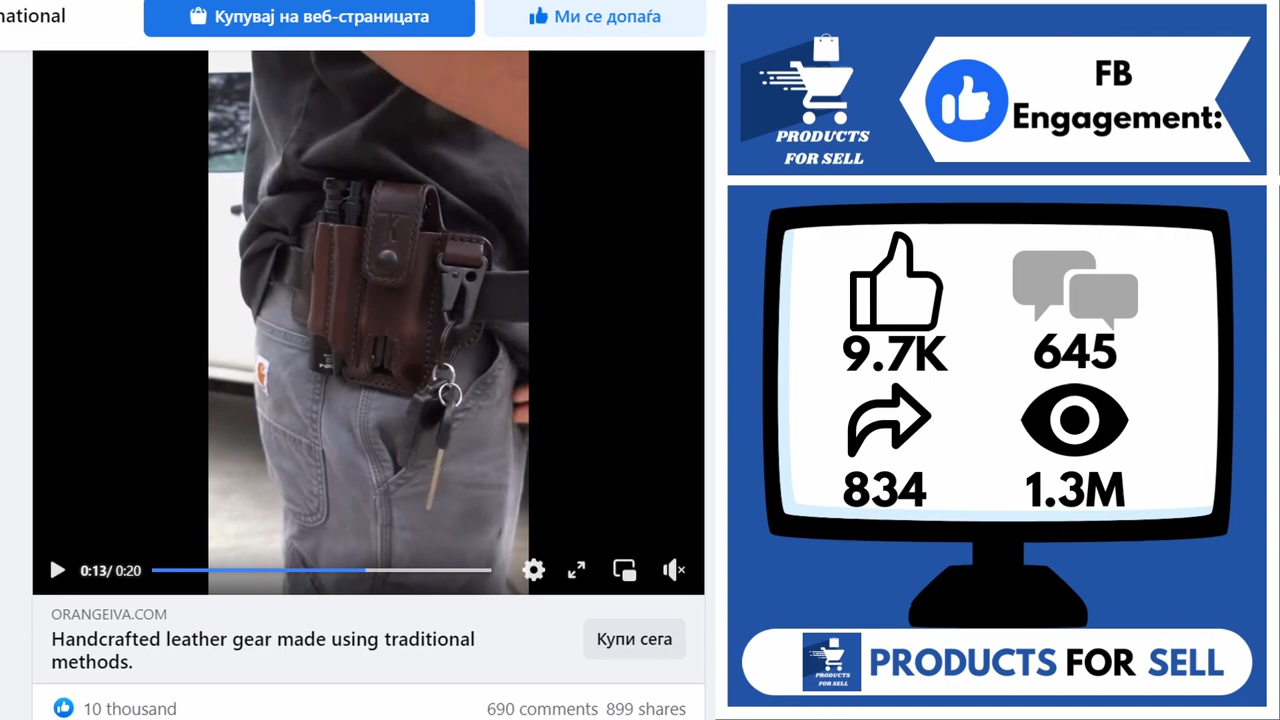 national
Купувај на веб-страницата
Ми се допаѓа
0:13/ 0:20
ORANGEIVA.COM
Handcrafted leather gear made using traditional
methods.
Купи сега
10 thousand
690 comments 899 shares
PRODUCTS
FOR SELL
FB
Engagement:
9.7K
645
834
1.3M
PRODUCTS
FOR SELL
PRODUCTS FOR SELL